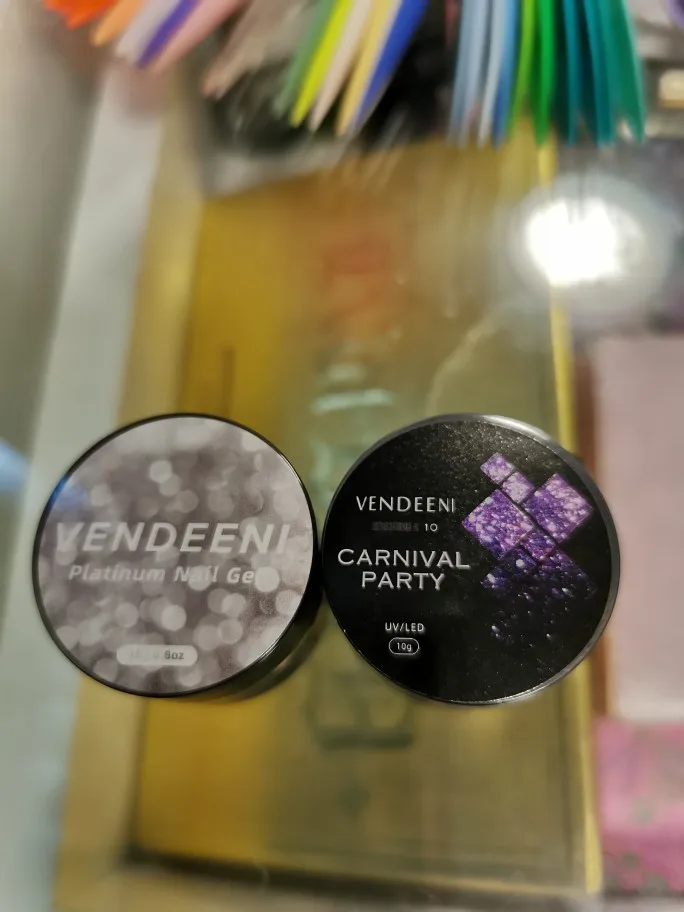 VENDEENI
Platinum Nail Gel
VENDEENI
10
CARNIVAL
PARTY
UV/LED
10g